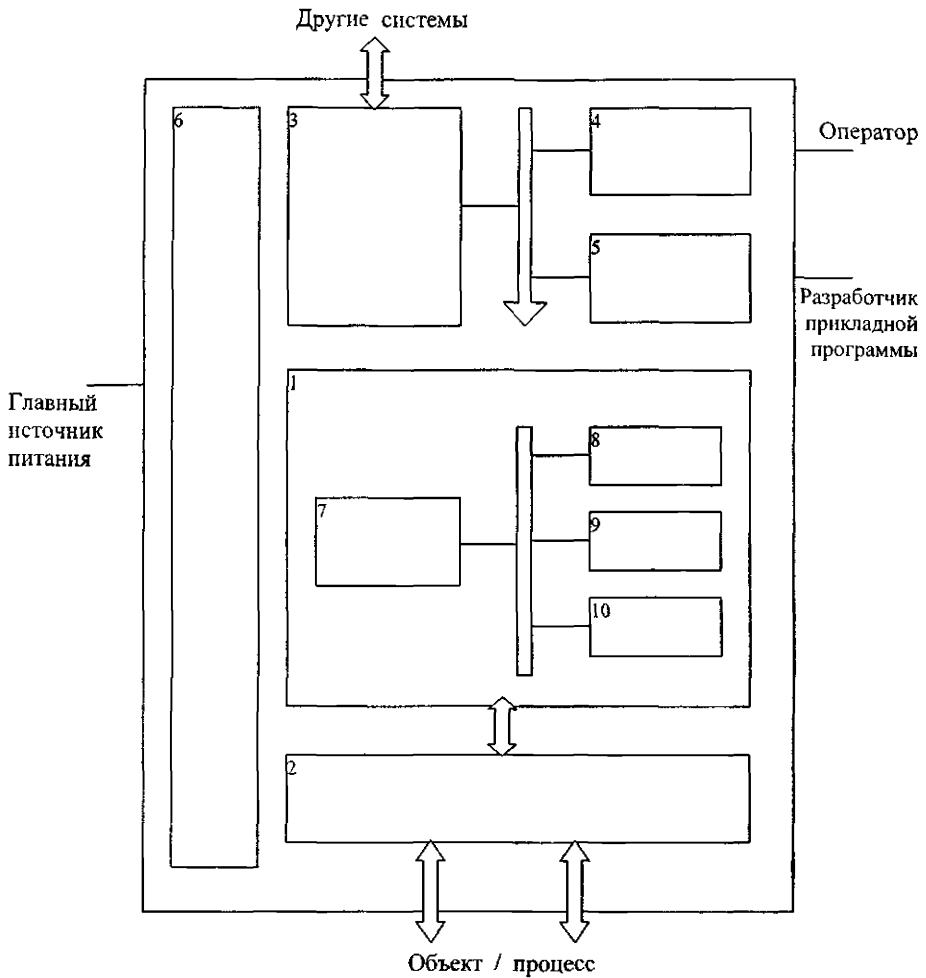 Другие системы
6
3
4
Оператор
5
Разработчик
прикладной
программы
Главный
источник
питания
1
8
7
9
10
2
Объект / процесс